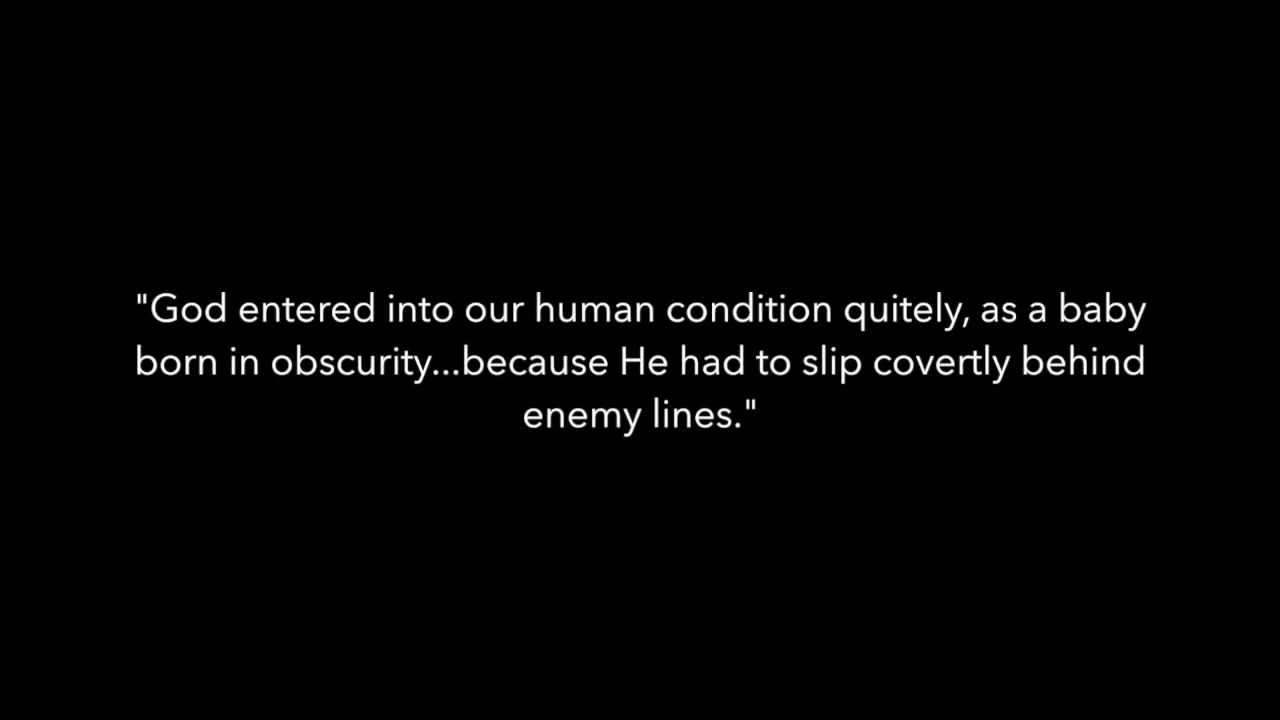 "God entered into our human condition quitely, as a baby
born in obscurity...because He had to slip covertly behind
enemy lines."